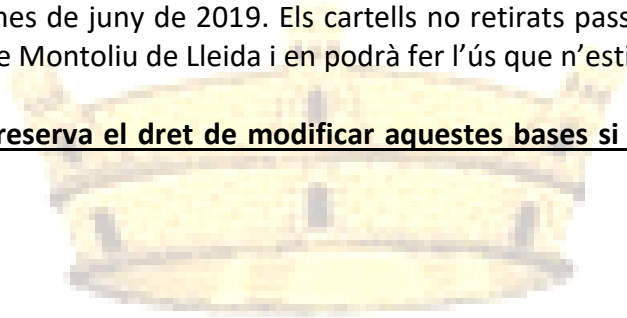 nes de juny de 2019. Els cartells no retirats pass
e Montoliu de Lleida i en podrà fer l’ús que n’esti
reserva el dret de modificar aquestes bases si